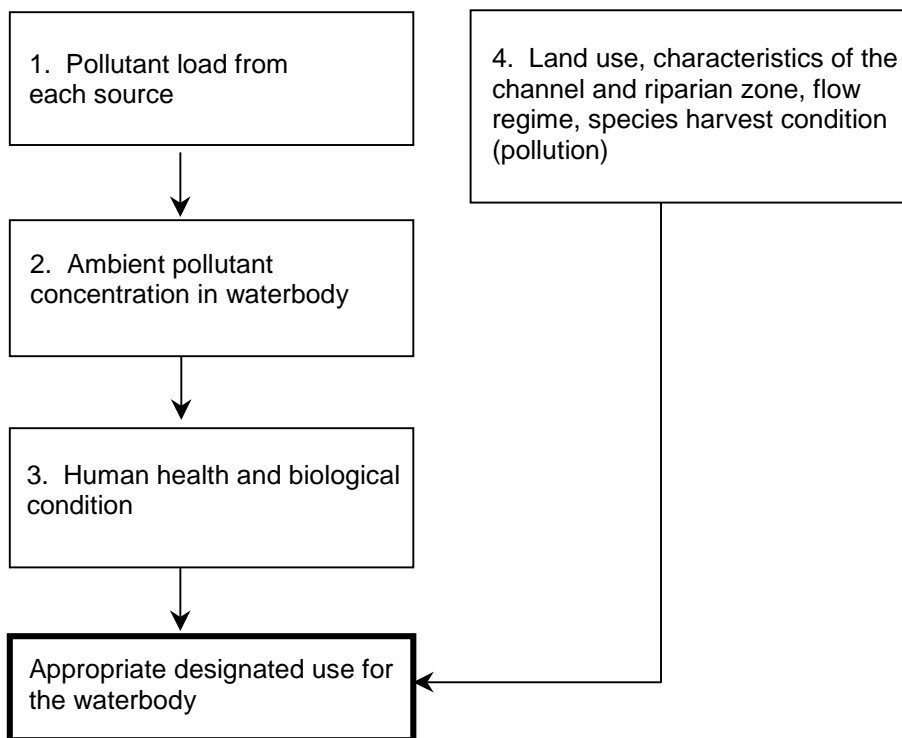 1. Pollutant load from
each source
4. Land use, characteristics of the
channel and riparian zone, flow
regime, species harvest condition
(pollution)
2. Ambient pollutant
concentration in waterbody
3. Human health and biological
condition
Appropriate designated use for
the waterbody